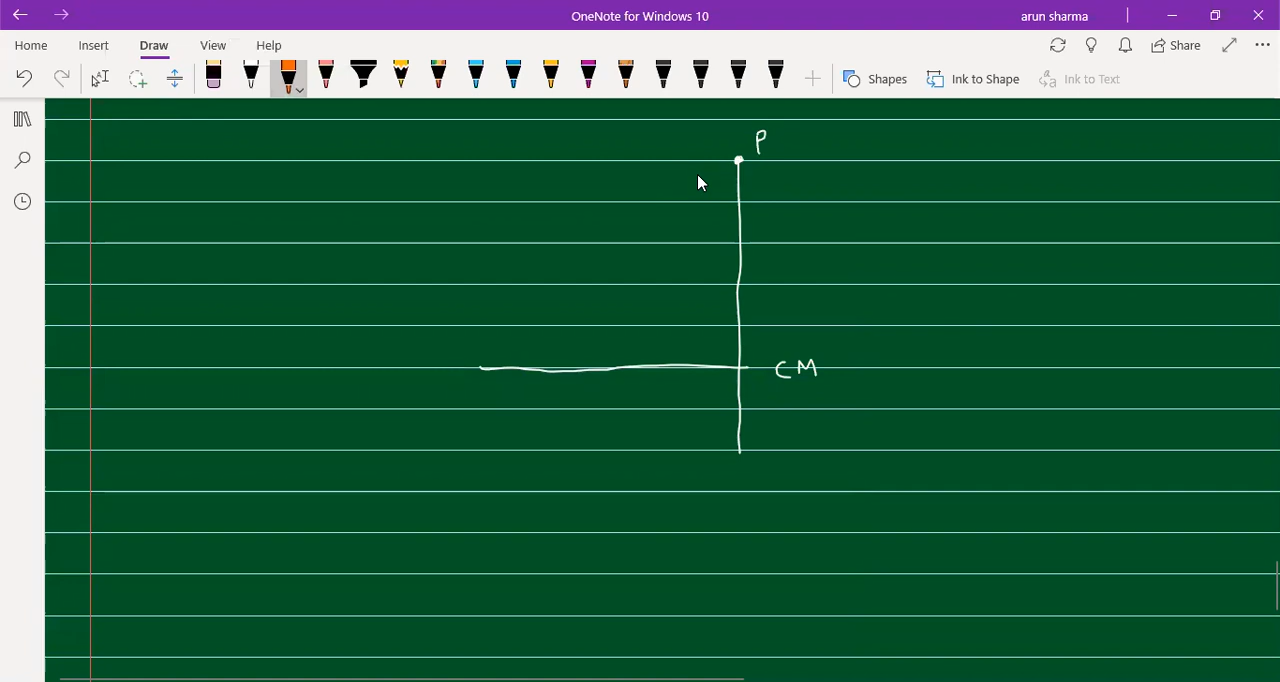 OneNote for Windows 10
arun sharma
Home Insert Draw View Help
Share
Shapes Ink to Shape Ink to Text
P
CM